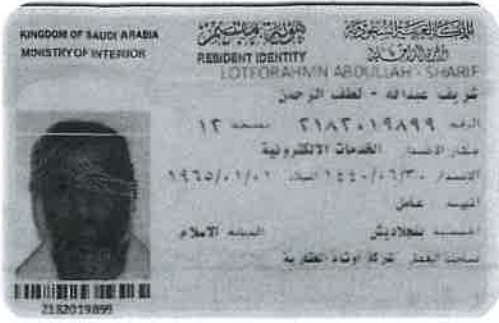 KINGDOM OF SAUDI ARABIA
MINISTRY OF INTERIOR
هوية مقيم
RESIDENT IDENTITY
المملكة العربية السعودية
وزارة الداخلية
LOTFORAHMN ABDULLAH - SHARIF
شريف عبدالله - لطف الرحمن
الرقم ٢١٨٢٠١٩٨٩٩ نسخة ١٢
مكان الإصدار الخدمات الالكترونية
الإصدار ١٤٤٠/٠٦/٣٠ الميلاد ١٩٦٥/٠١/٠١
المهنة عامل
الجنسية بنجلاديش الديانة الاسلام
صاحب العمل شركة اوتاد العقارية
2182019899